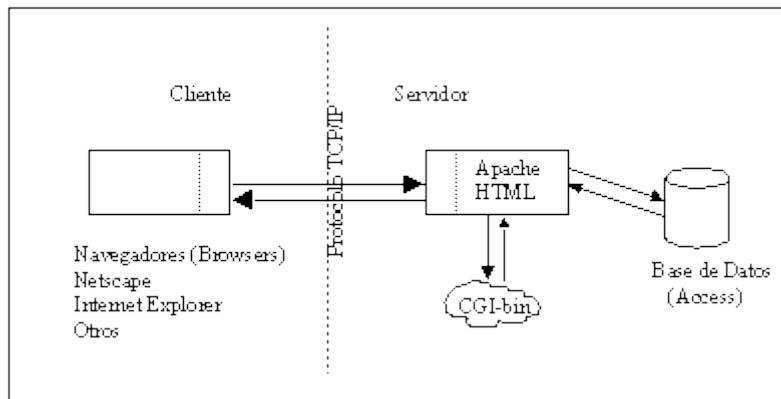 Cliente
Servidor
Protocolo TCP/IP
Apache
HTML
Navegadores (Browsers)
Netscape
Internet Explorer
Otros
CGI-bin
Base de Datos
(Access)